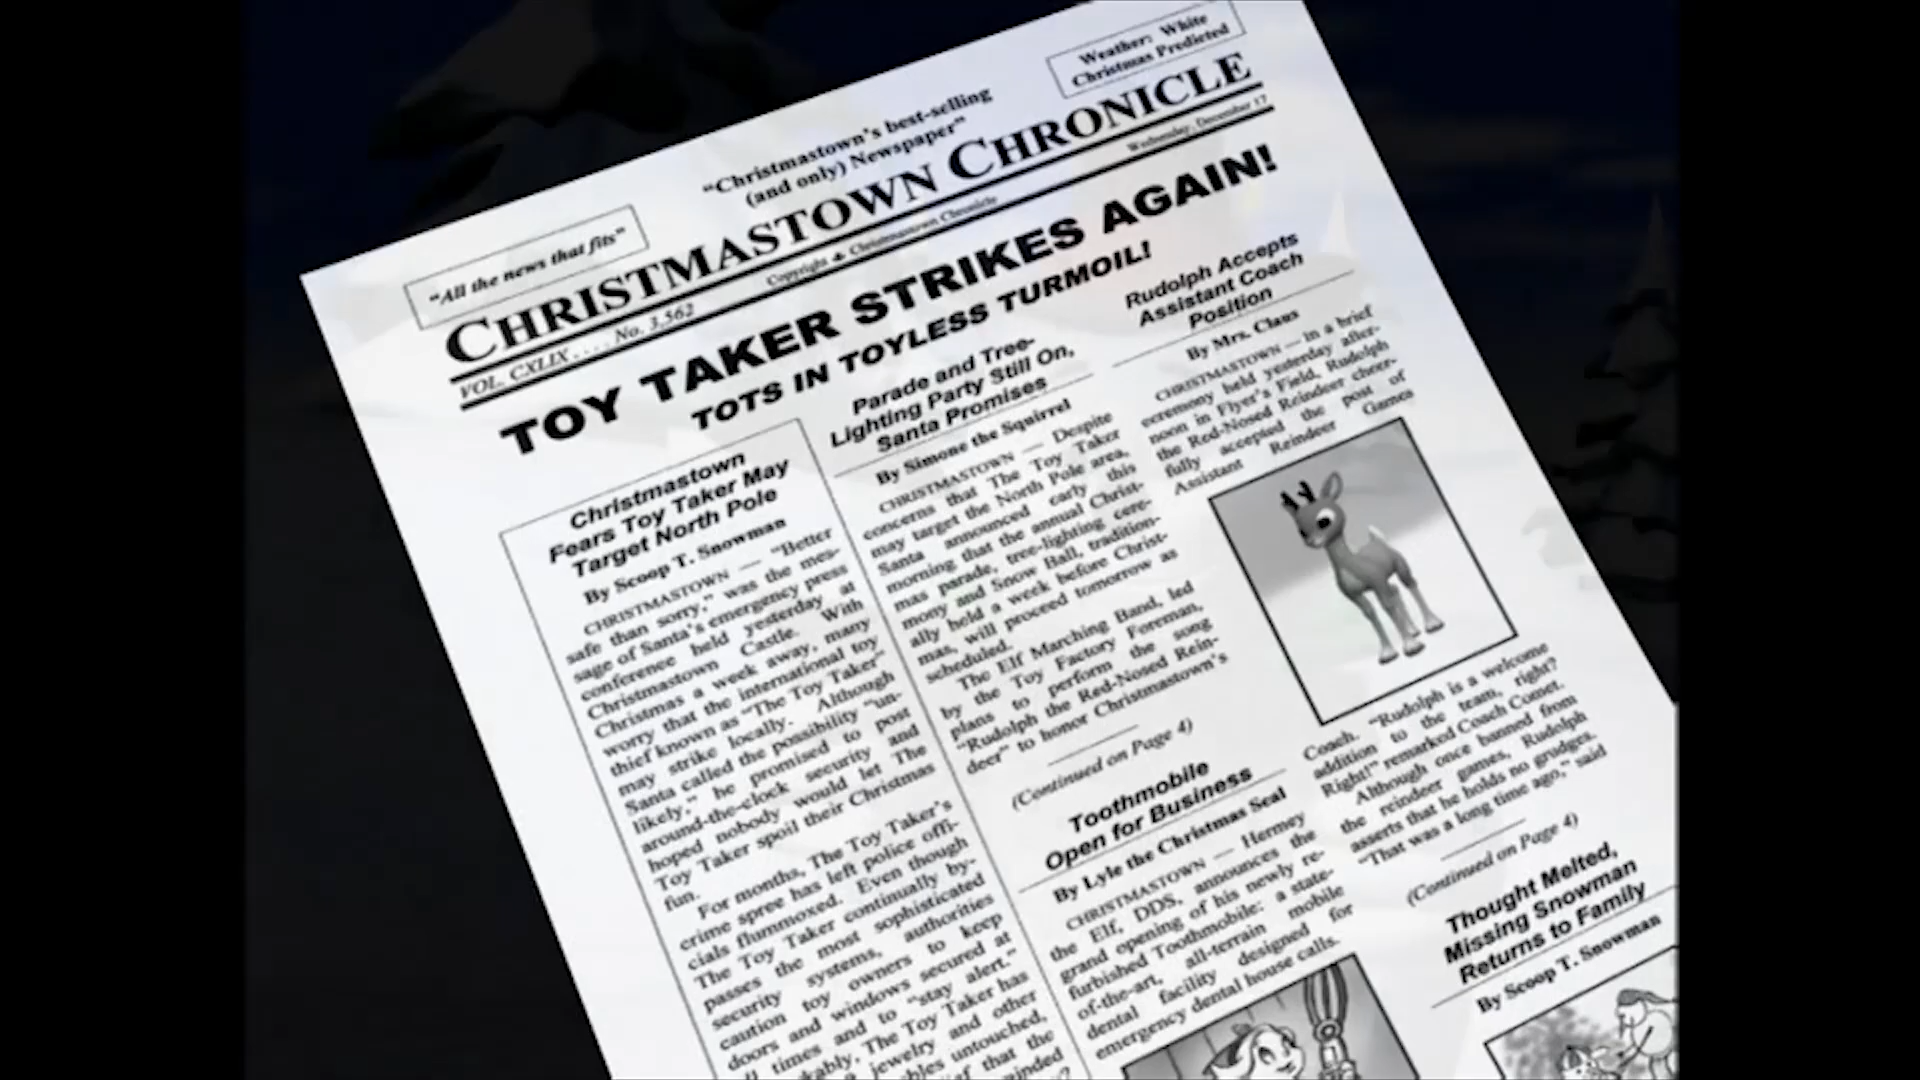 Weather: White
Christmas Predicted
"Christmastown's best-selling
(and only) Newspaper"
"All the news that fits"
CHRISTMASTOWN CHRONICLE
VOL. CXLIX .... No. 3,562
Copyright Christmastown Chronicle
Wednesday, December 17
TOY TAKER STRIKES AGAIN!
TOTS IN TOYLESS TURMOIL!
Christmastown
Fears Toy Taker May
Target North Pole
By Scoop T. Snowman
CHRISTMASTOWN — "Better
safe than sorry," was the mes-
sage of Santa's emergency press
conference held yesterday at
Christmastown Castle. With
Christmas a week away, many
worry that the international toy
thief known as "The Toy Taker"
may strike locally. Although
Santa called the possibility "un-
likely," he promised to post
around-the-clock security and
hoped nobody would let The
Toy Taker spoil their Christmas
fun.
For months, The Toy Taker's
crime spree has left police offi-
cials flummoxed. Even though
The Toy Taker continually by-
passes the most sophisticated
security systems, authorities
caution toy owners to keep
doors and windows secured at
times and to "stay alert."
kably, The Toy Taker has
jewelry and other
bles untouched,
that the
minded
Parade and Tree-
Lighting Party Still On,
Santa Promises
By Simone the Squirrel
CHRISTMASTOWN — Despite
concerns that The Toy Taker
may target the North Pole area,
Santa announced early this
morning that the annual Christ-
mas parade, tree-lighting cere-
mony and Snow Ball, tradition-
ally held a week before Christ-
mas, will proceed tomorrow as
scheduled.
The Elf Marching Band, led
by the Toy Factory Foreman,
plans to perform the song
"Rudolph the Red-Nosed Rein-
deer" to honor Christmastown's
(Continued on Page 4)
Toothmobile
Open for Business
By Lyle the Christmas Seal
CHRISTMASTOWN — Hermey
the Elf, DDS, announces the
grand opening of his newly re-
furbished Toothmobile: a state-
of-the-art, all-terrain mobile
dental facility designed for
emergency dental house calls.
Rudolph Accepts
Assistant Coach
Position
By Mrs. Claus
CHRISTMASTOWN — in a brief
ceremony held yesterday after-
noon in Flyer's Field, Rudolph
the Red-Nosed Reindeer cheer-
fully accepted the post of
Assistant Reindeer Games
Coach.
"Rudolph is a welcome
addition to the team, right?
Right!" remarked Coach Comet.
Although once banned from
the reindeer games, Rudolph
asserts that he holds no grudges.
"That was a long time ago," said
(Continued on Page 4)
Thought Melted,
Missing Snowman
Returns to Family
By Scoop T. Snowman